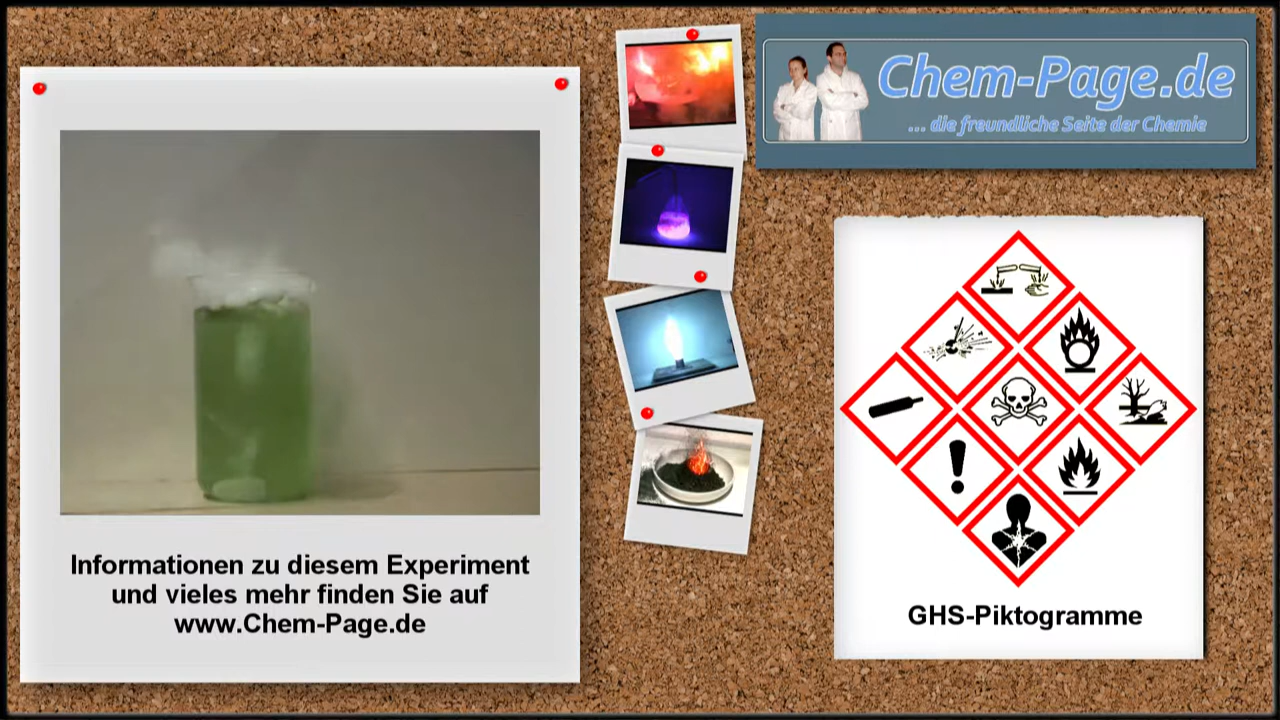 Chem-Page.de
... die freundliche Seite der Chemie
Informationen zu diesem Experiment
und vieles mehr finden Sie auf
www.Chem-Page.de
GHS-Piktogramme